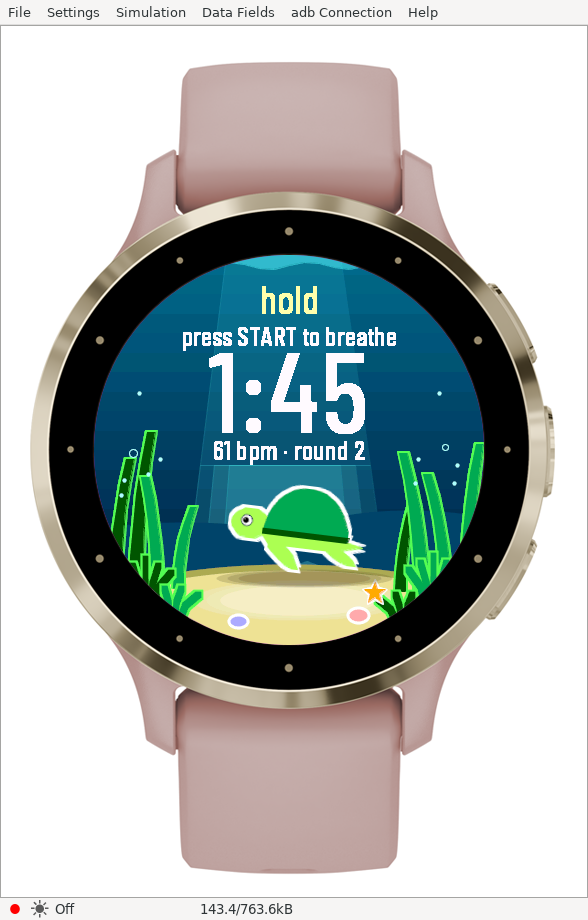 File Settings Simulation Data Fields adb Connection Help
hold
press START to breathe
1:45
61 bpm · round 2
Off 143.4/763.6kB